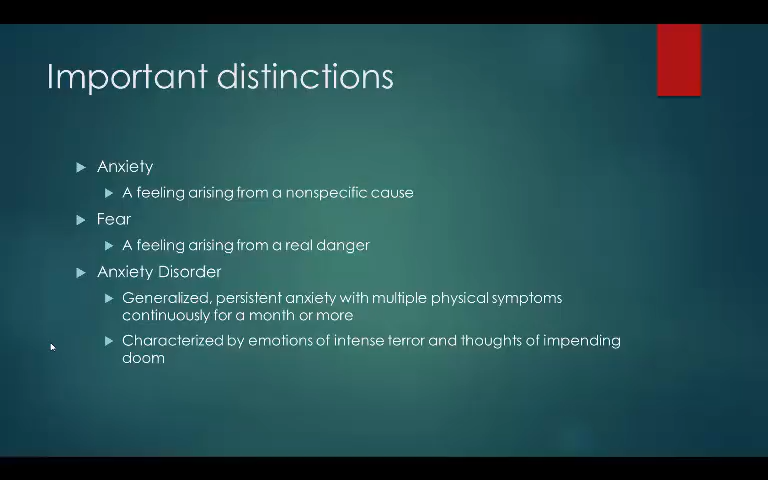 Important distinctions
Anxiety
A feeling arising from a nonspecific cause
Fear
A feeling arising from a real danger
Anxiety Disorder
Generalized, persistent anxiety with multiple physical symptoms
continuously for a month or more
Characterized by emotions of intense terror and thoughts of impending
doom